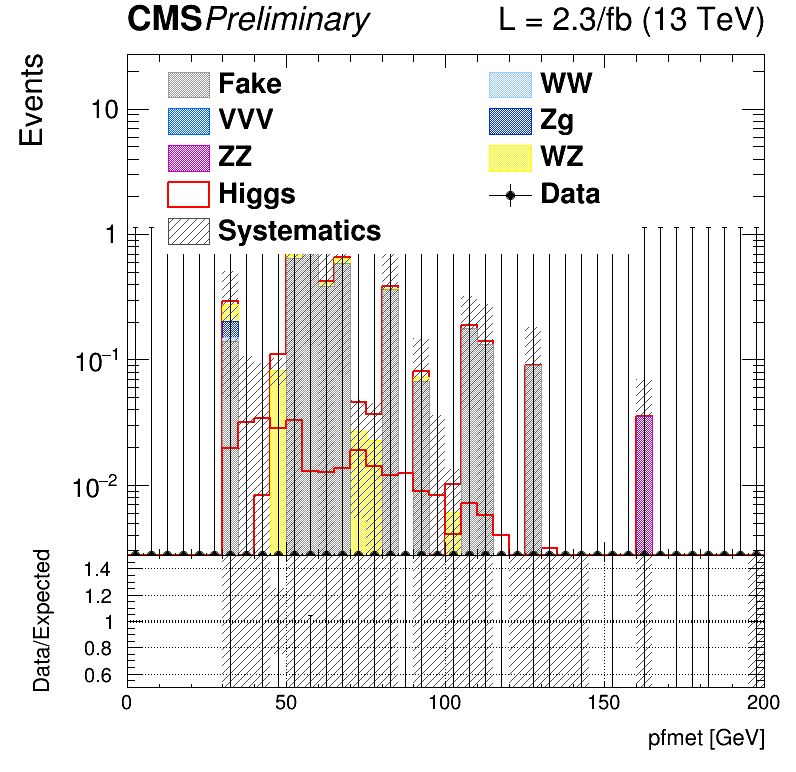 CMSPreliminary L = 2.3/fb (13 TeV)
Events
Fake WW
VVV Zg
ZZ WZ
Higgs Data
Systematics
10
1
10⁻¹
10⁻²
Data/Expected
1.4
1.2
1
0.8
0.6
0 50 100 150 200
pfmet [GeV]